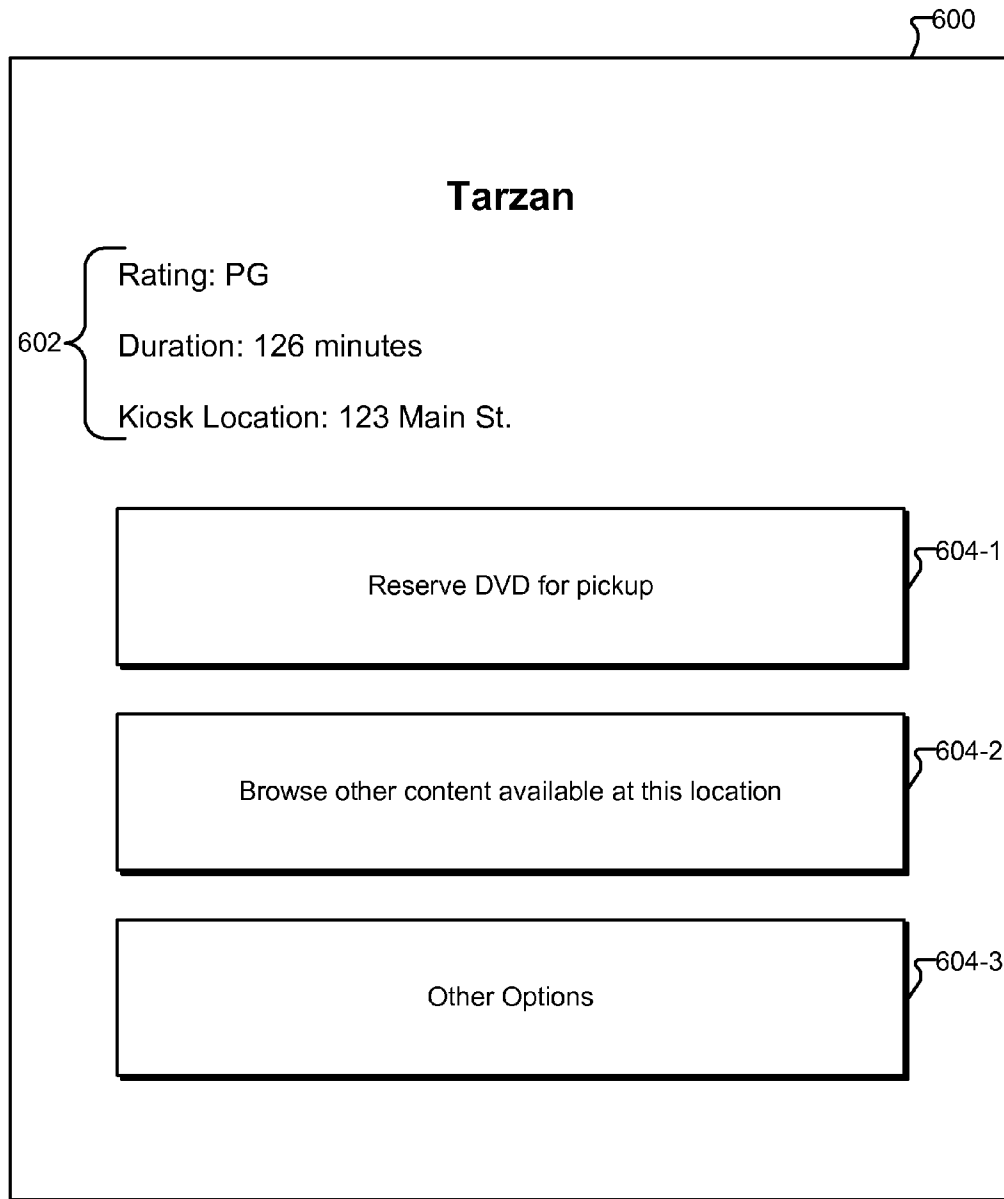 600
Tarzan
Rating: PG
602
Duration: 126 minutes
Kiosk Location: 123 Main St.
604-1
Reserve DVD for pickup
604-2
Browse other content available at this location
604-3
Other Options